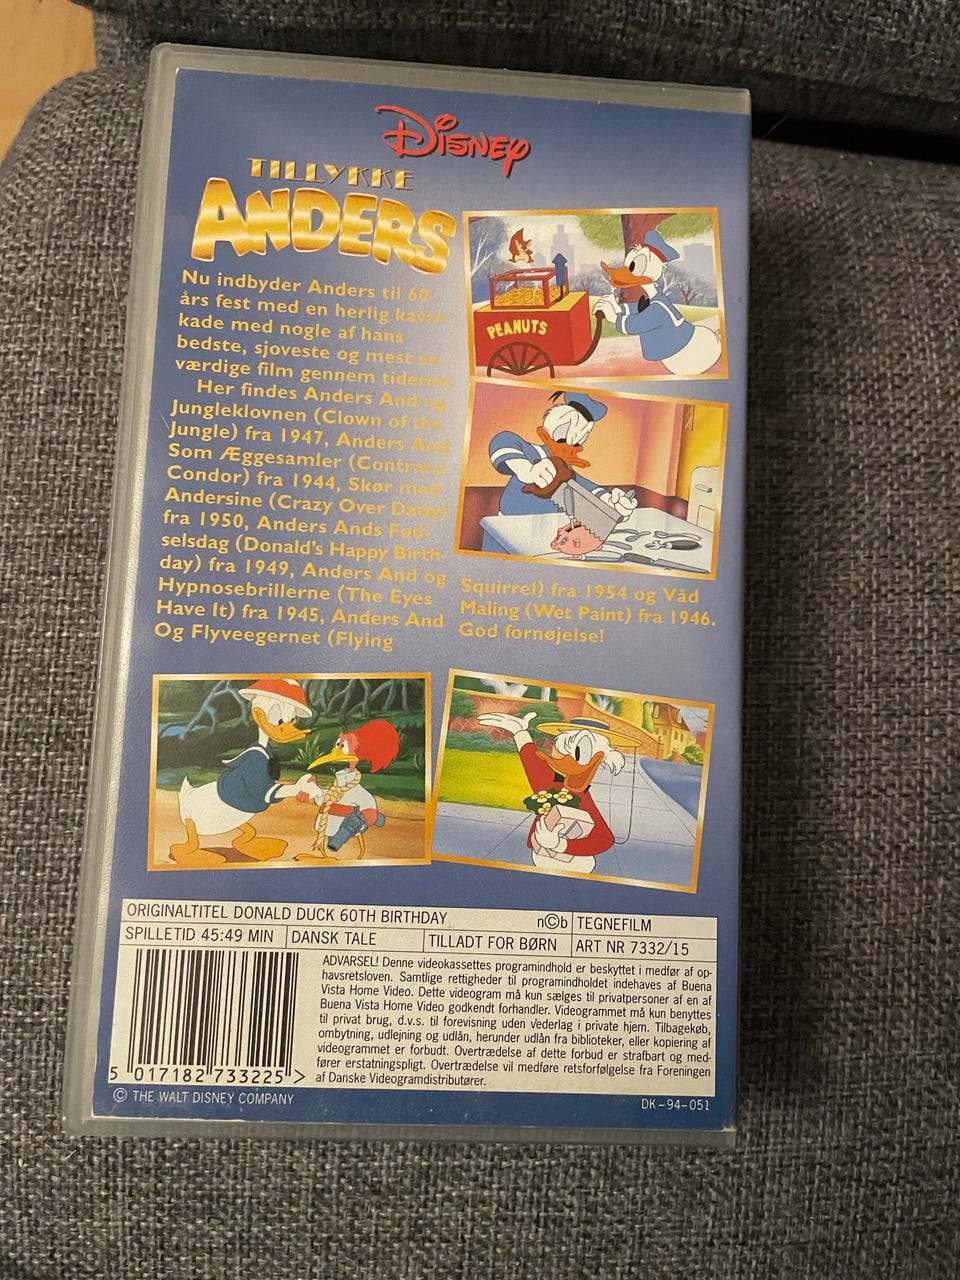 Disney
TILLYKKE
ANDERS
Nu indbyder Anders til 60-
års fest med en herlig kaval-
kade med nogle af hans
bedste, sjoveste og mest se-
værdige film gennem tiderne.
Her findes Anders And og
Jungleklovnen (Clown of the
Jungle) fra 1947, Anders And
Som Æggesamler (Contrary
Condor) fra 1944, Skør med
Andersine (Crazy Over Daisy)
fra 1950, Anders Ands Fød-
selsdag (Donald's Happy Birth-
day) fra 1949, Anders And og
Hypnosebrillerne (The Eyes
Have It) fra 1945, Anders And
Og Flyveegernet (Flying
Squirrel) fra 1954 og Våd
Maling (Wet Paint) fra 1946.
God fornøjelse!
PEANUTS
ORIGINALTITEL DONALD DUCK 60TH BIRTHDAY n©b TEGNEFILM
SPILLETID 45:49 MIN DANSK TALE TILLADT FOR BØRN ART NR 7332/15
ADVARSEL! Denne videokassettes programindhold er beskyttet i medfør af op-
havsretsloven. Samtlige rettigheder til programindholdet indehaves af Buena
Vista Home Video. Dette videogram må kun sælges til privatpersoner af en af
Buena Vista Home Video godkendt forhandler. Videogrammet må kun benyttes
til privat brug, d.v.s. til forevisning uden vederlag i private hjem. Tilbagekøb,
ombytning, udlejning og udlån, herunder udlån fra biblioteker, eller kopiering af
videogrammet er forbudt. Overtrædelse af dette forbud er strafbart og med-
fører erstatningspligt. Overtrædelse vil medføre retsforfølgelse fra Foreningen
af Danske Videogramdistributører.
5 017182 733225 >
© THE WALT DISNEY COMPANY
DK-94-051